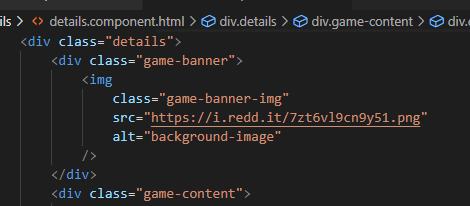 ls > <> details.component.html > div.details > div.game-content > div.
<div class="details">
<div class="game-banner">
<img
class="game-banner-img"
src="https://i.redd.it/7zt6vl9cn9y51.png"
alt="background-image"
/>
</div>
<div class="game-content">